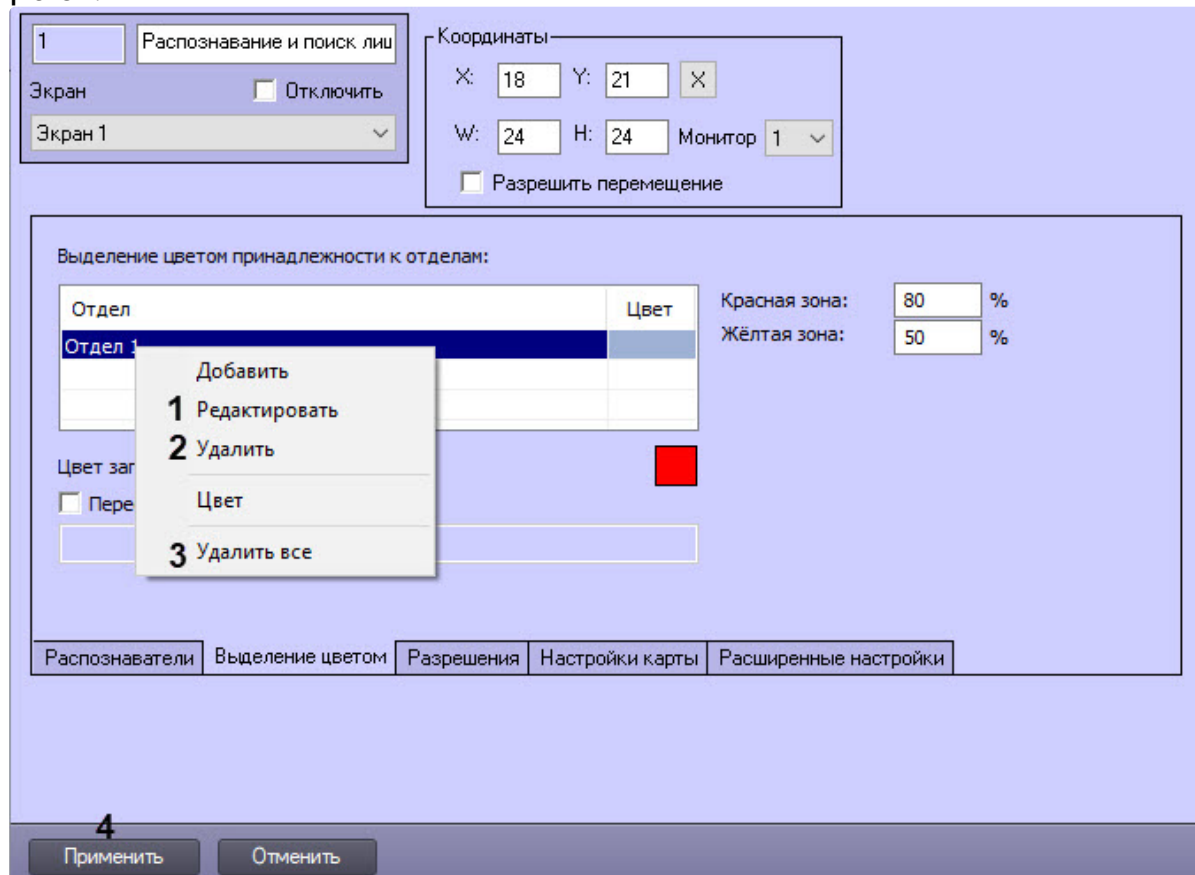 1 Распознавание и поиск лиц
Экран Отключить
Экран 1
Координаты
X: 18 Y: 21 X
W: 24 H: 24 Монитор 1
Разрешить перемещение
Выделение цветом принадлежности к отделам:
Отдел Цвет
Отдел 1
Красная зона: 80 %
Жёлтая зона: 50 %
Добавить
1 Редактировать
2 Удалить
Цвет
3 Удалить все
Цвет
Распознаватели Выделение цветом Разрешения Настройки карты Расширенные настройки
4
Применить Отменить